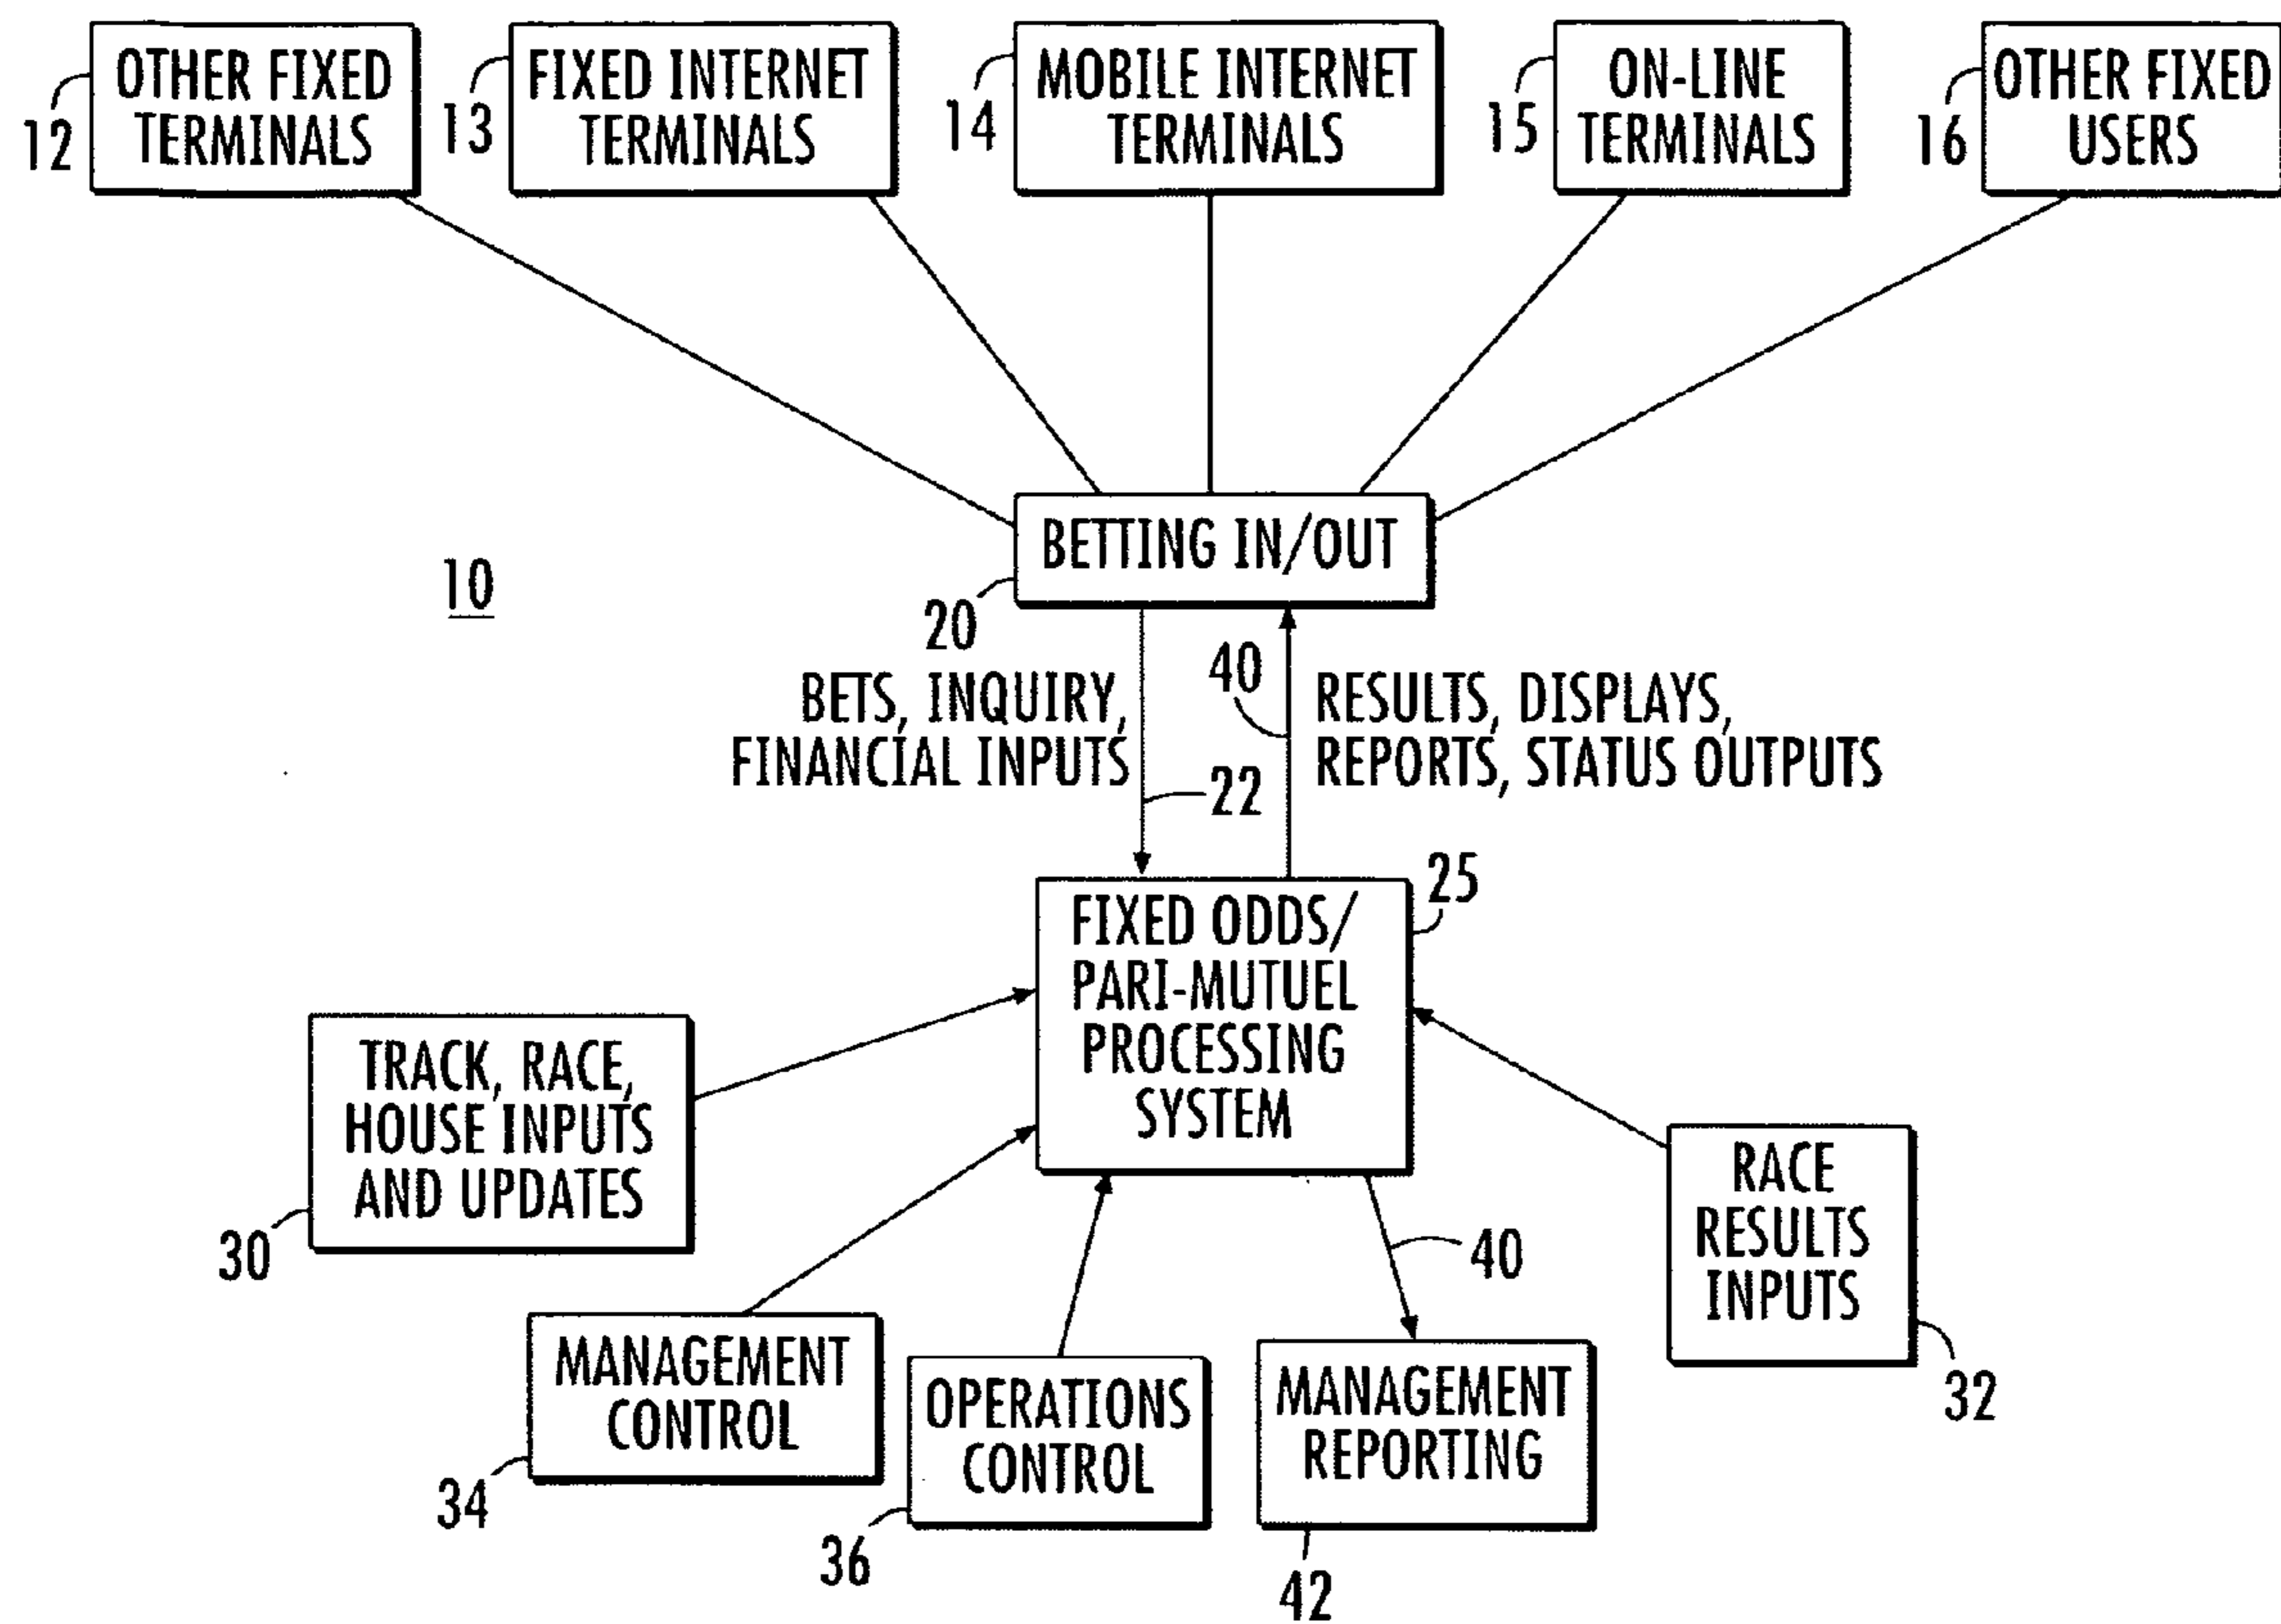 OTHER FIXED
TERMINALS
12
FIXED INTERNET
TERMINALS
13
MOBILE INTERNET
TERMINALS
14
ON-LINE
TERMINALS
15
OTHER FIXED
USERS
16
BETTING IN/OUT
20
10
BETS, INQUIRY,
FINANCIAL INPUTS
22
40
RESULTS, DISPLAYS,
REPORTS, STATUS OUTPUTS
FIXED ODDS/
PARI-MUTUEL
PROCESSING
SYSTEM
25
TRACK, RACE,
HOUSE INPUTS
AND UPDATES
30
RACE
RESULTS
INPUTS
32
40
MANAGEMENT
CONTROL
34
OPERATIONS
CONTROL
36
MANAGEMENT
REPORTING
42